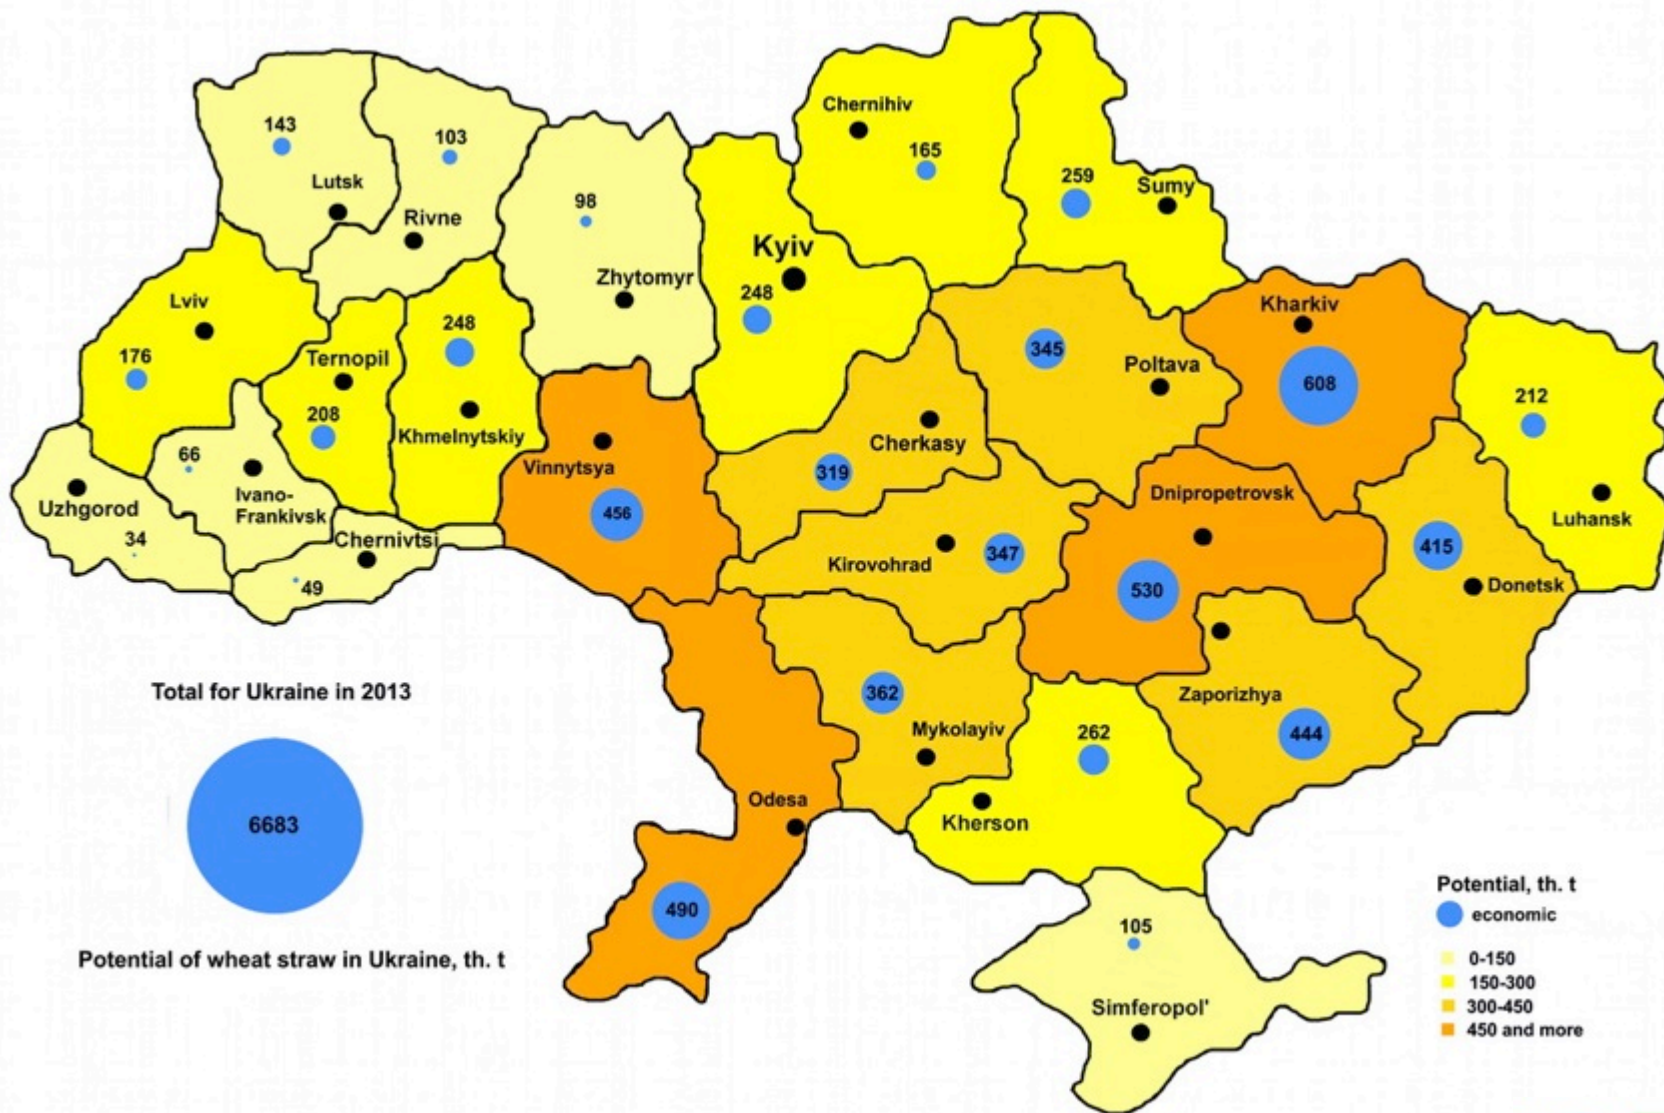 Chernihiv
143
103
165
259
Lutsk
Sumy
98
Rivne
Kyiv
Zhytomyr
248
Lviv
Kharkiv
248
345
176
Ternopil
Poltava
608
212
208
Khmelnytskiy
Cherkasy
66
Vinnytsya
319
Dnipropetrovsk
Ivano-
Frankivsk
Uzhgorod
456
Luhansk
34
Chernivtsi
Kirovohrad
347
415
49
530
Donetsk
Total for Ukraine in 2013
362
Zaporizhya
Mykolayiv
262
444
Odesa
6683
Kherson
490
Potential, th. t
economic
105
Potential of wheat straw in Ukraine, th. t
0-150
150-300
Simferopol'
300-450
450 and more